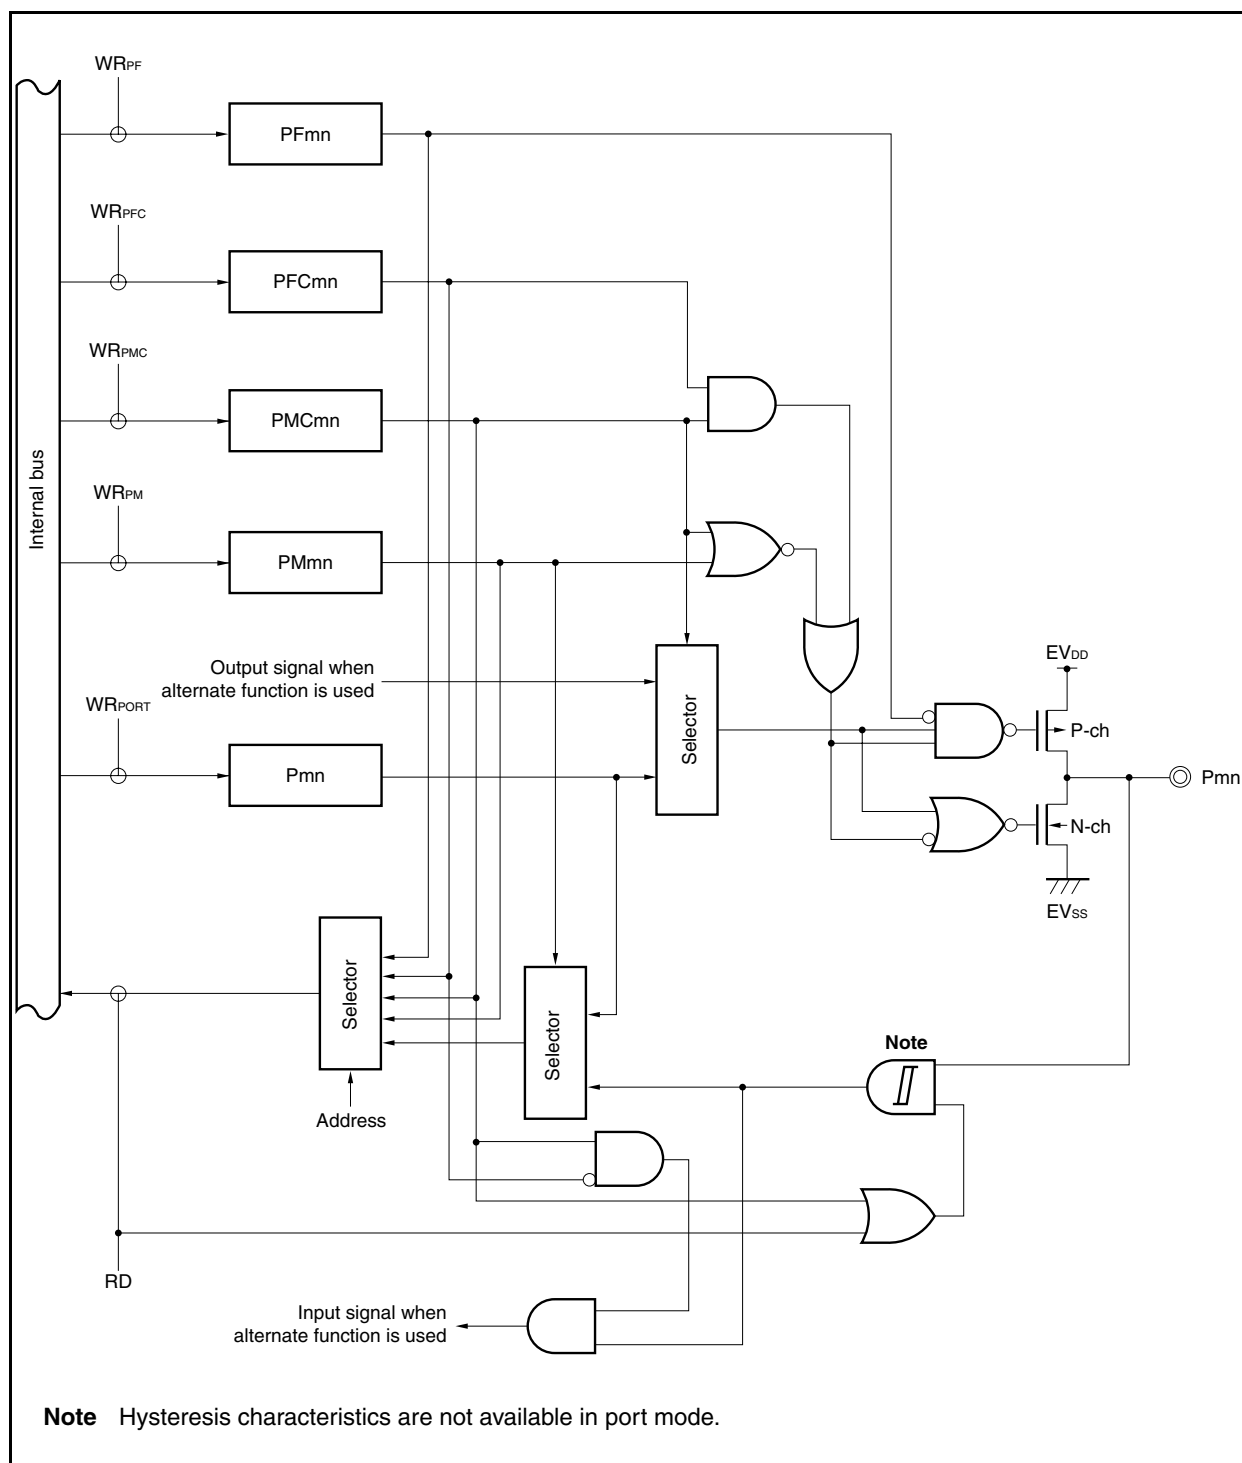 WRPF
PFmn
WRPFC
PFCmn
WRPMC
PMCmn
Internal bus
WRPM
PMmn
Output signal when
alternate function is used
EVDD
WRPORT
Selector
P-ch
Pmn
Pmn
N-ch
EVSS
Selector
Selector
Note
Address
RD
Input signal when
alternate function is used
Note Hysteresis characteristics are not available in port mode.